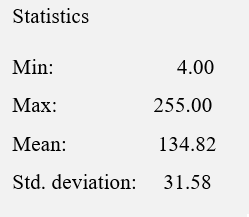 Statistics
Min: 4.00
Max: 255.00
Mean: 134.82
Std. deviation: 31.58